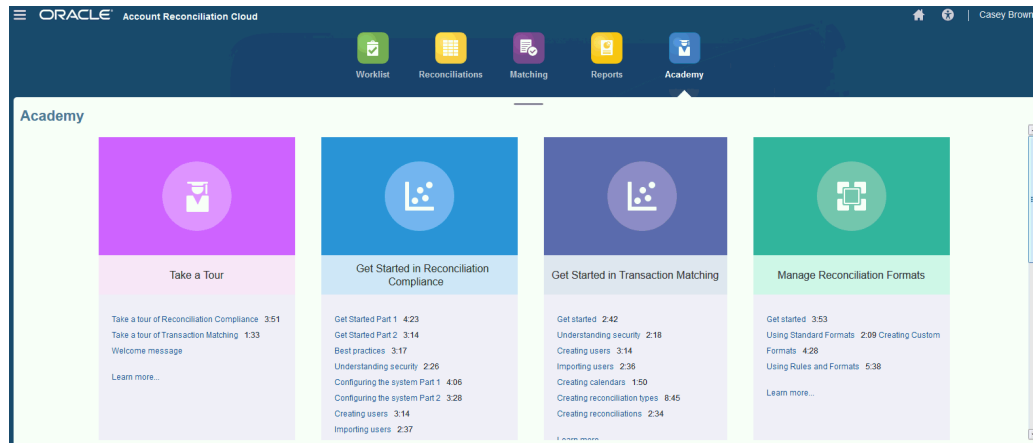 ORACLE Account Reconciliation Cloud
Casey Brown
Worklist
Reconciliations
Matching
Reports
Academy
Academy
Take a Tour
Take a tour of Reconciliation Compliance 3:51
Take a tour of Transaction Matching 1:33
Welcome message
Learn more...
Get Started in Reconciliation
Compliance
Get Started Part 1 4:23
Get Started Part 2 3:14
Best practices 3:17
Understanding security 2:26
Configuring the system Part 1 4:06
Configuring the system Part 2 3:28
Creating users 3:14
Importing users 2:37
Get Started in Transaction Matching
Get started 2:42
Understanding security 2:18
Creating users 3:14
Importing users 2:36
Creating calendars 1:50
Creating reconciliation types 8:45
Creating reconciliations 2:34
Learn more...
Manage Reconciliation Formats
Get started 3:53
Using Standard Formats 2:09 Creating Custom
Formats 4:28
Using Rules and Formats 5:38
Learn more...